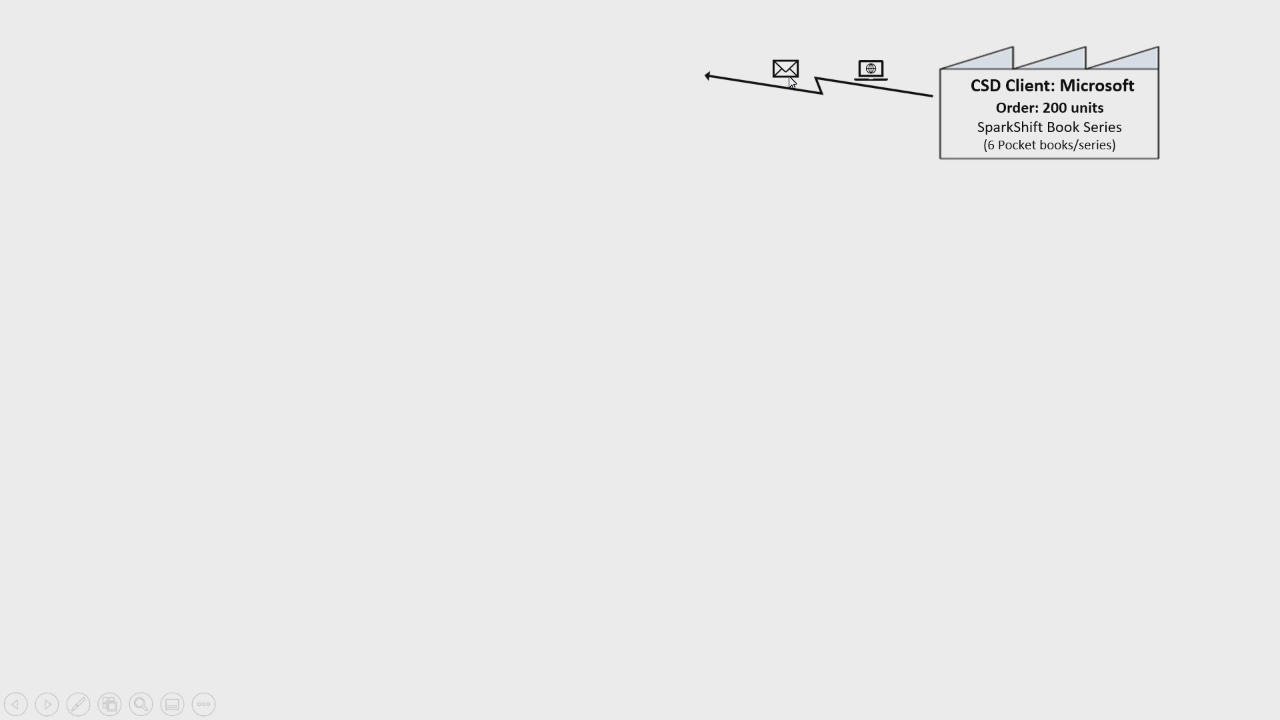 CSD Client: Microsoft
Order: 200 units
SparkShift Book Series
(6 Pocket books/series)